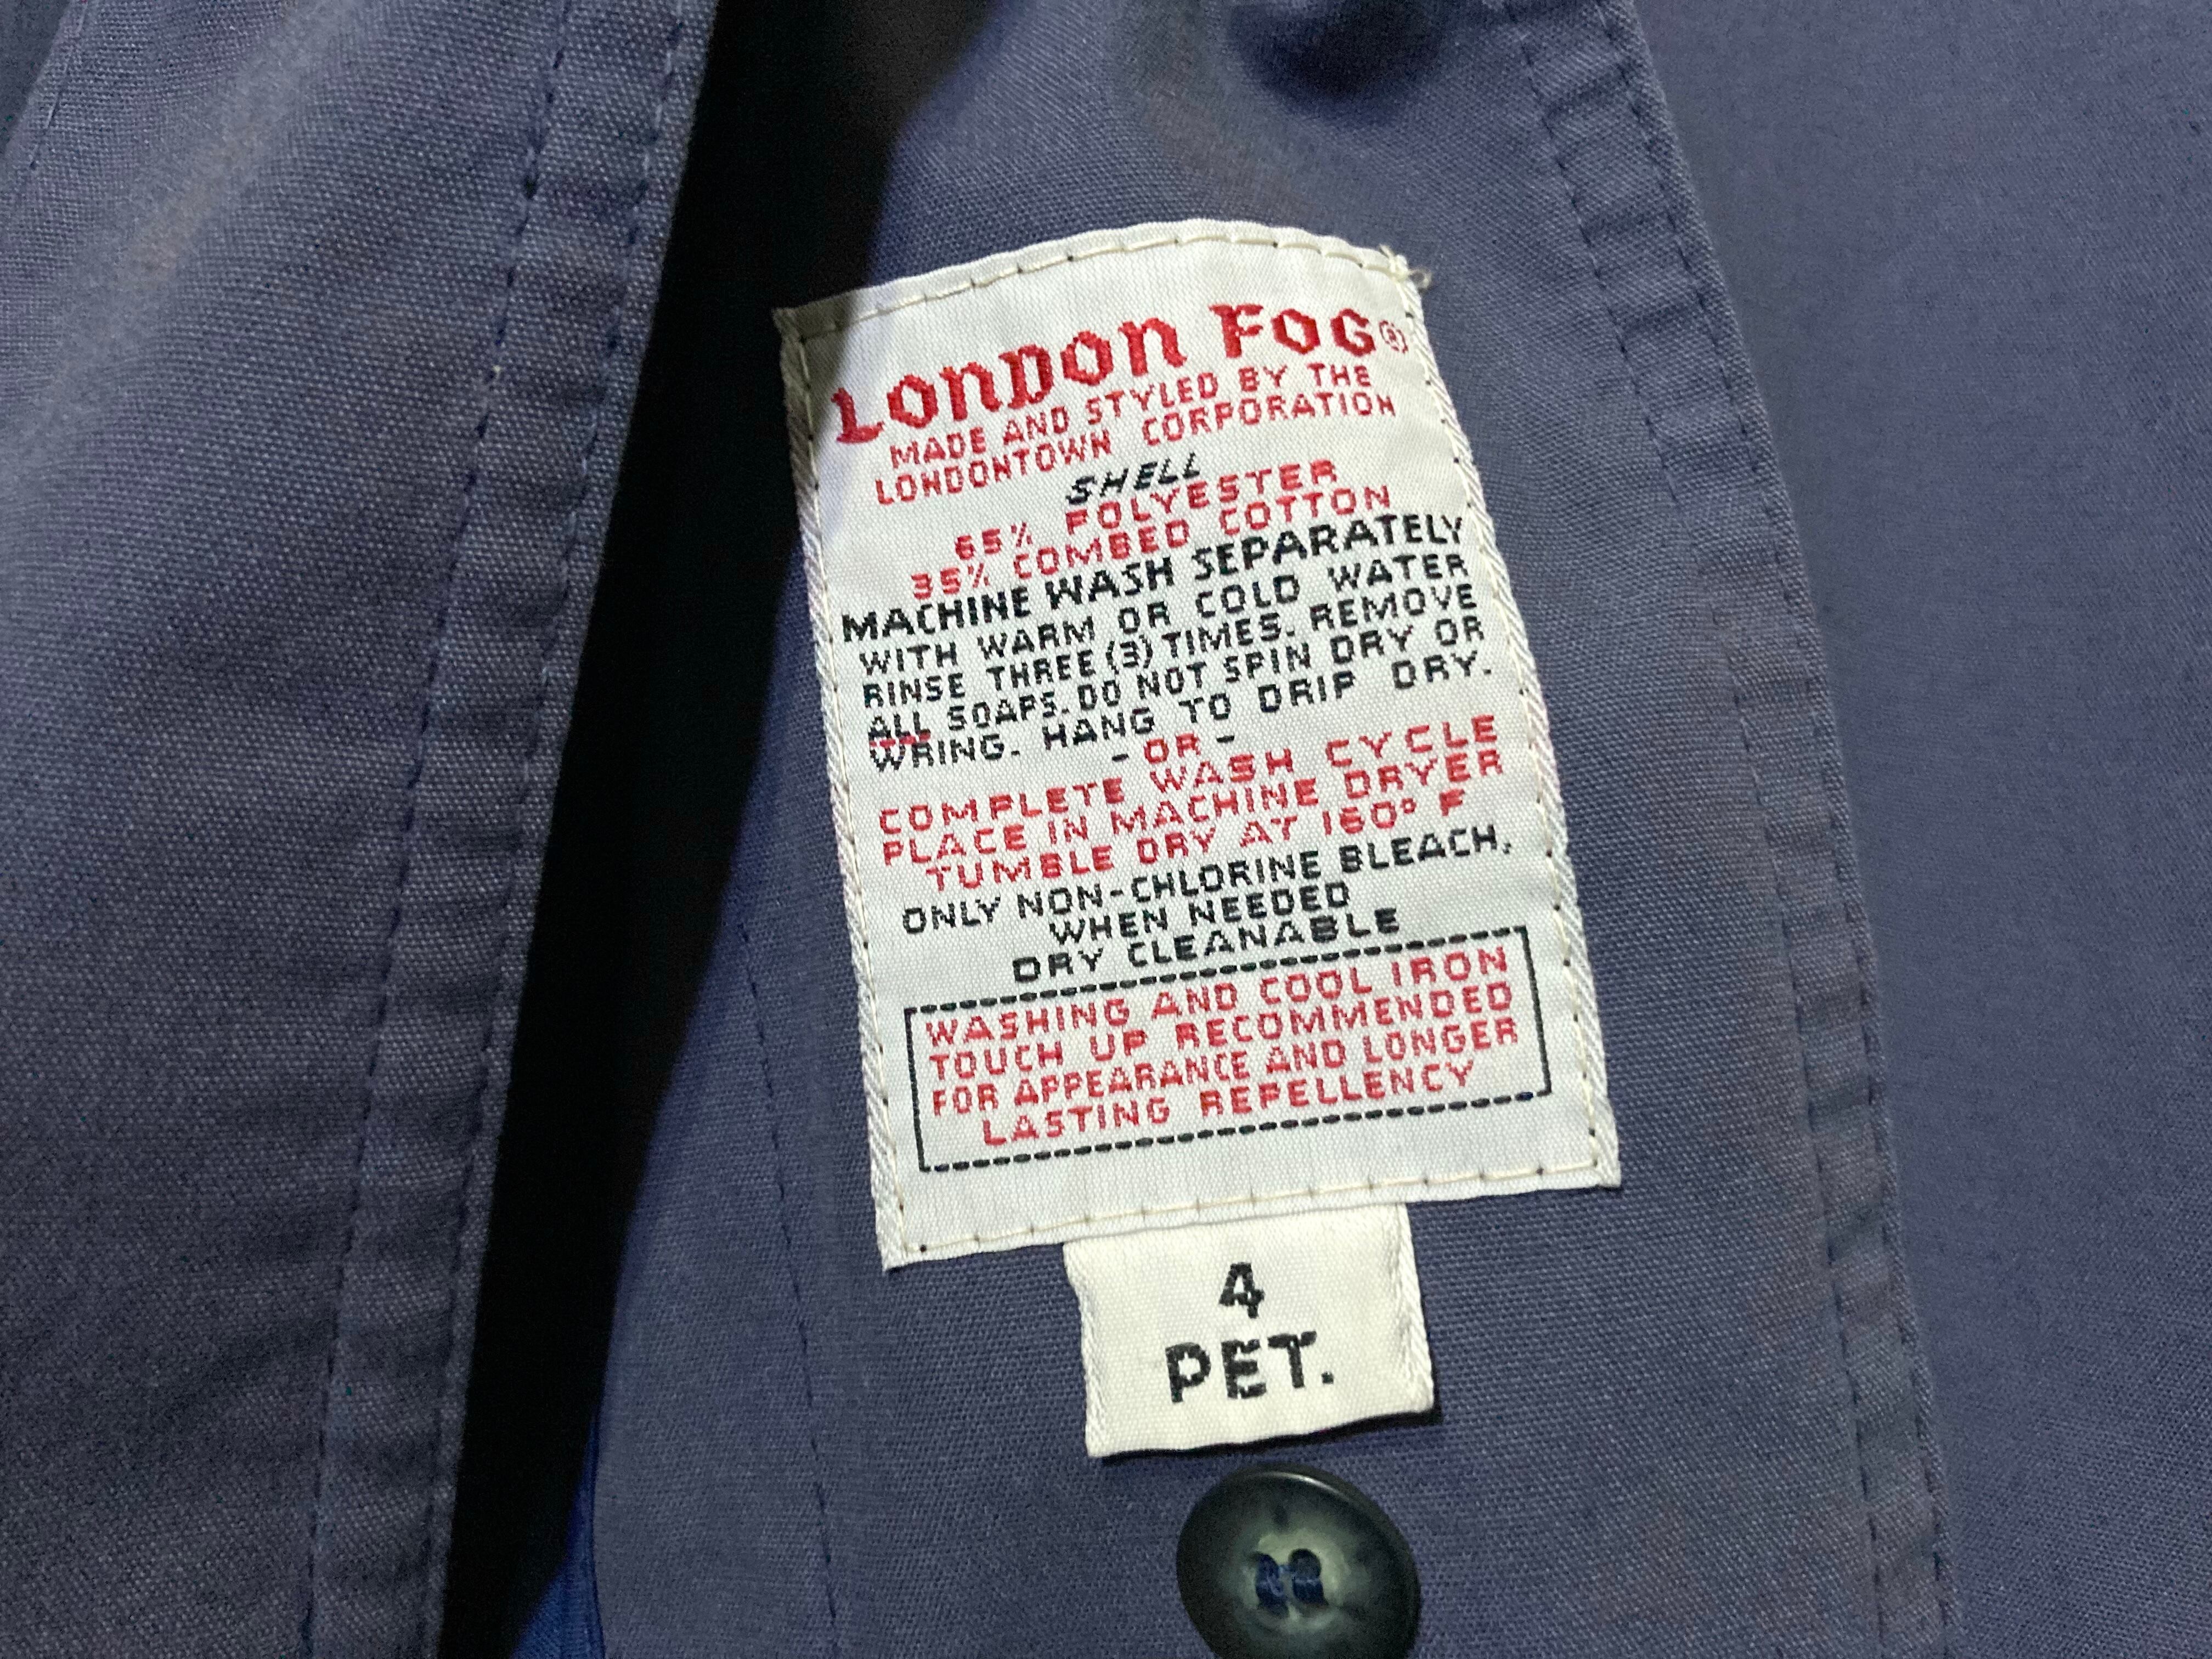 LONDON FOG®
MADE AND STYLED BY THE
LONDONTOWN CORPORATION
SHELL
65% POLYESTER
35% COMBED COTTON
MACHINE WASH SEPARATELY
WITH WARM OR COLD WATER
RINSE THREE (3) TIMES. REMOVE
ALL SOAPS. DO NOT SPIN DRY OR
WRING. HANG TO DRIP DRY.
- OR -
COMPLETE WASH CYCLE
PLACE IN MACHINE DRYER
TUMBLE DRY AT 160° F
ONLY NON-CHLORINE BLEACH,
WHEN NEEDED
DRY CLEANABLE
WASHING AND COOL IRON
TOUCH UP RECOMMENDED
FOR APPEARANCE AND LONGER
LASTING REPELLENCY
4
PET.